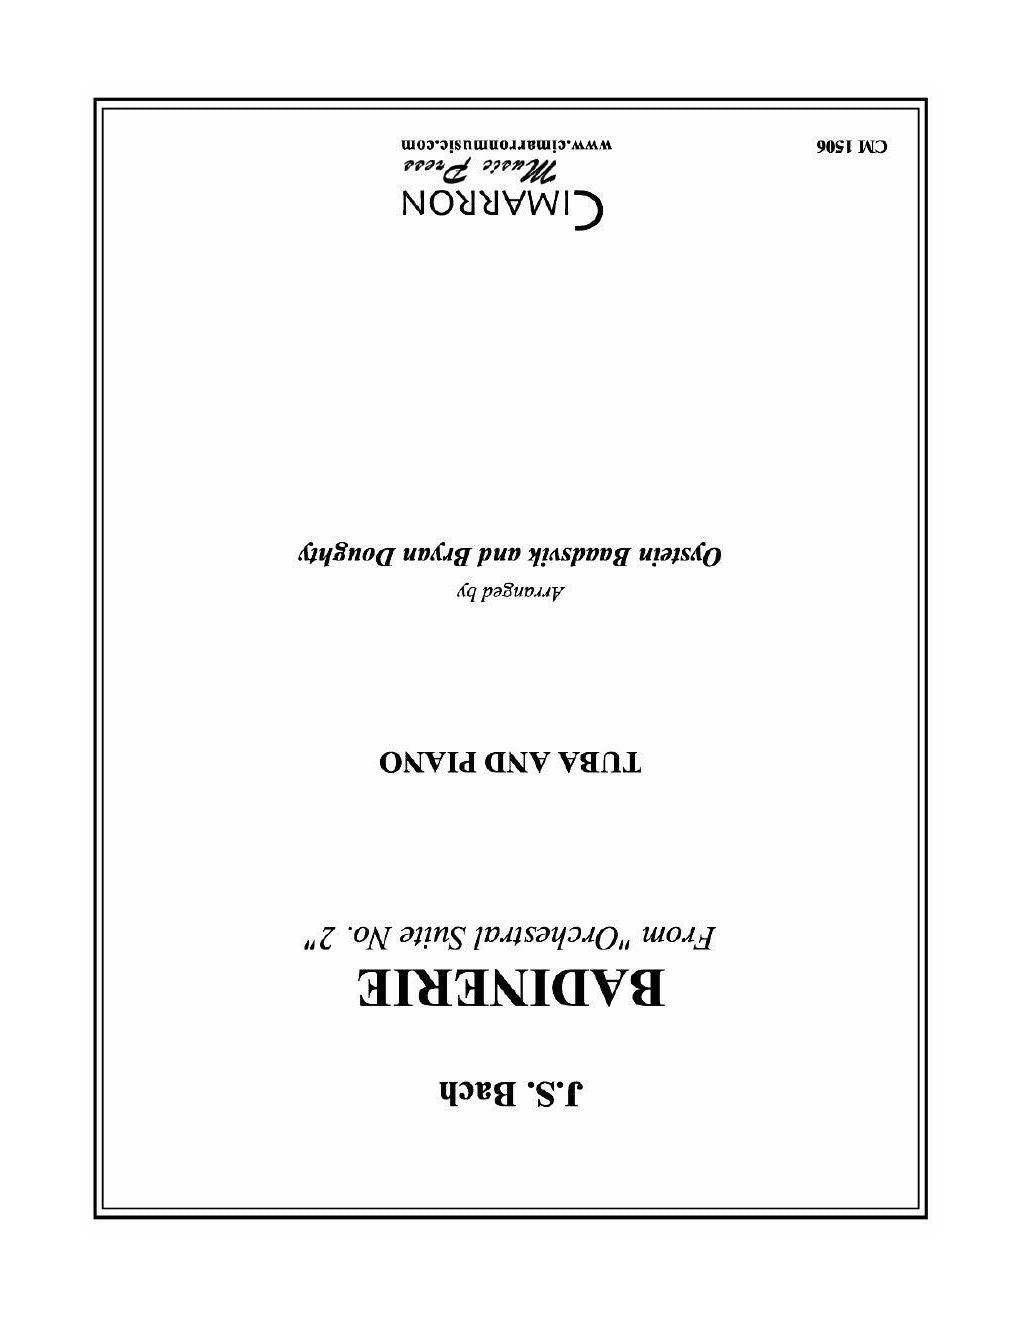 J.S. Bach
BADINERIE
From "Orchestral Suite No. 2"
TUBA AND PIANO
Arranged by
Oystein Baadsvik and Bryan Doughty
CIMARRON
Music Press
CM 1506
www.cimarronmusic.com